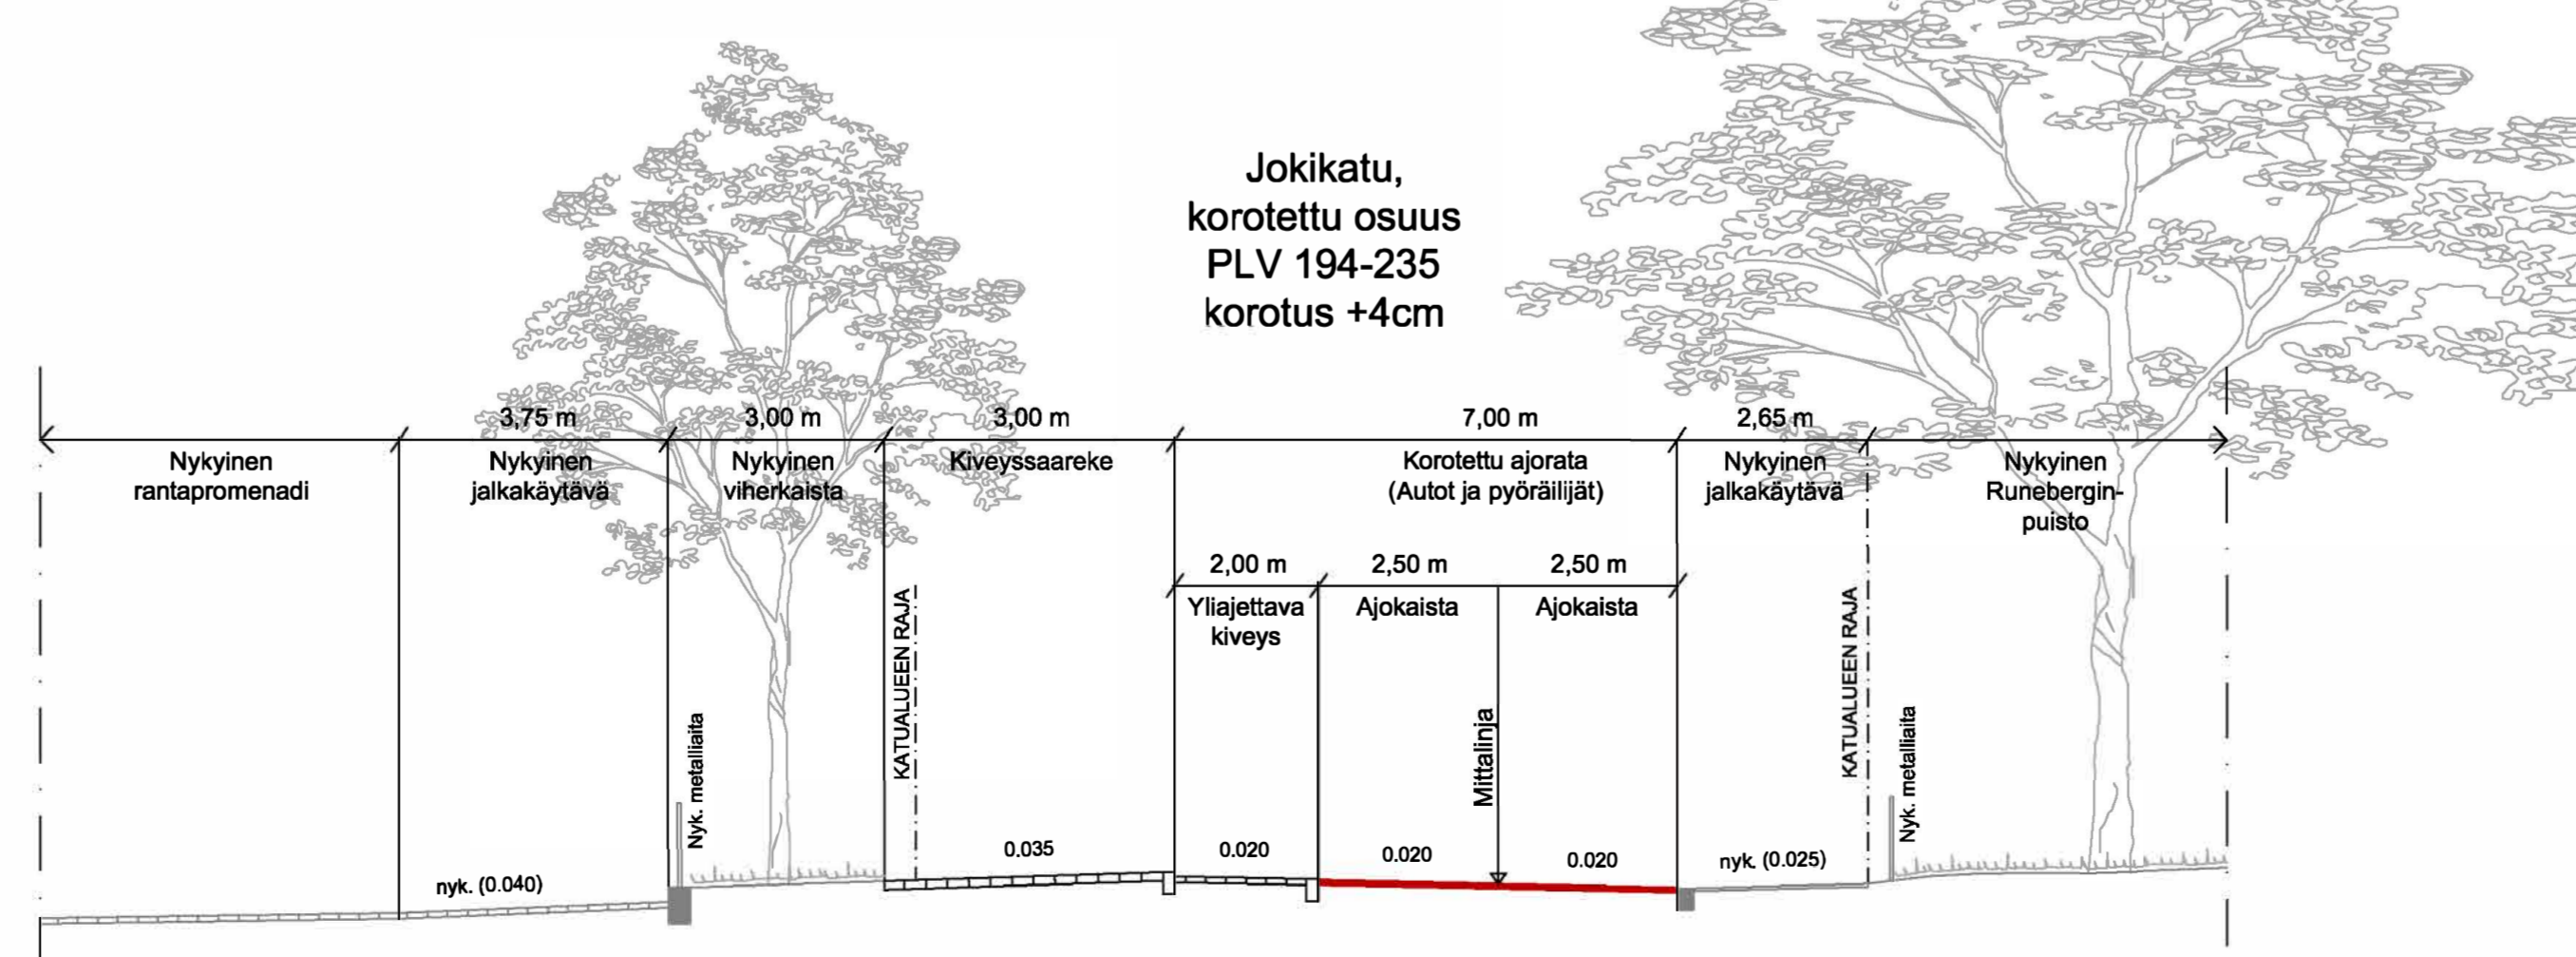 Jokikatu,
korotettu osuus
PLV 194-235
korotus +4cm
3,75 m
3,00 m
3,00 m
7,00 m
2,65 m
Nykyinen
rantapromenadi
Nykyinen
jalkakäytävä
Nykyinen
viherkaista
Kiveyssaareke
Korotettu ajorata
(Autot ja pyöräilijät)
Nykyinen
jalkakäytävä
Nykyinen
Runebergin-
puisto
2,00 m
2,50 m
2,50 m
Yliajettava
kiveys
Ajokaista
Ajokaista
KATUALUEEN RAJA
KATUALUEEN RAJA
Nyk. metalliaita
Mittalinja
Nyk. metalliaita
nyk. (0.040)
0.035
0.020
0.020
0.020
nyk. (0.025)